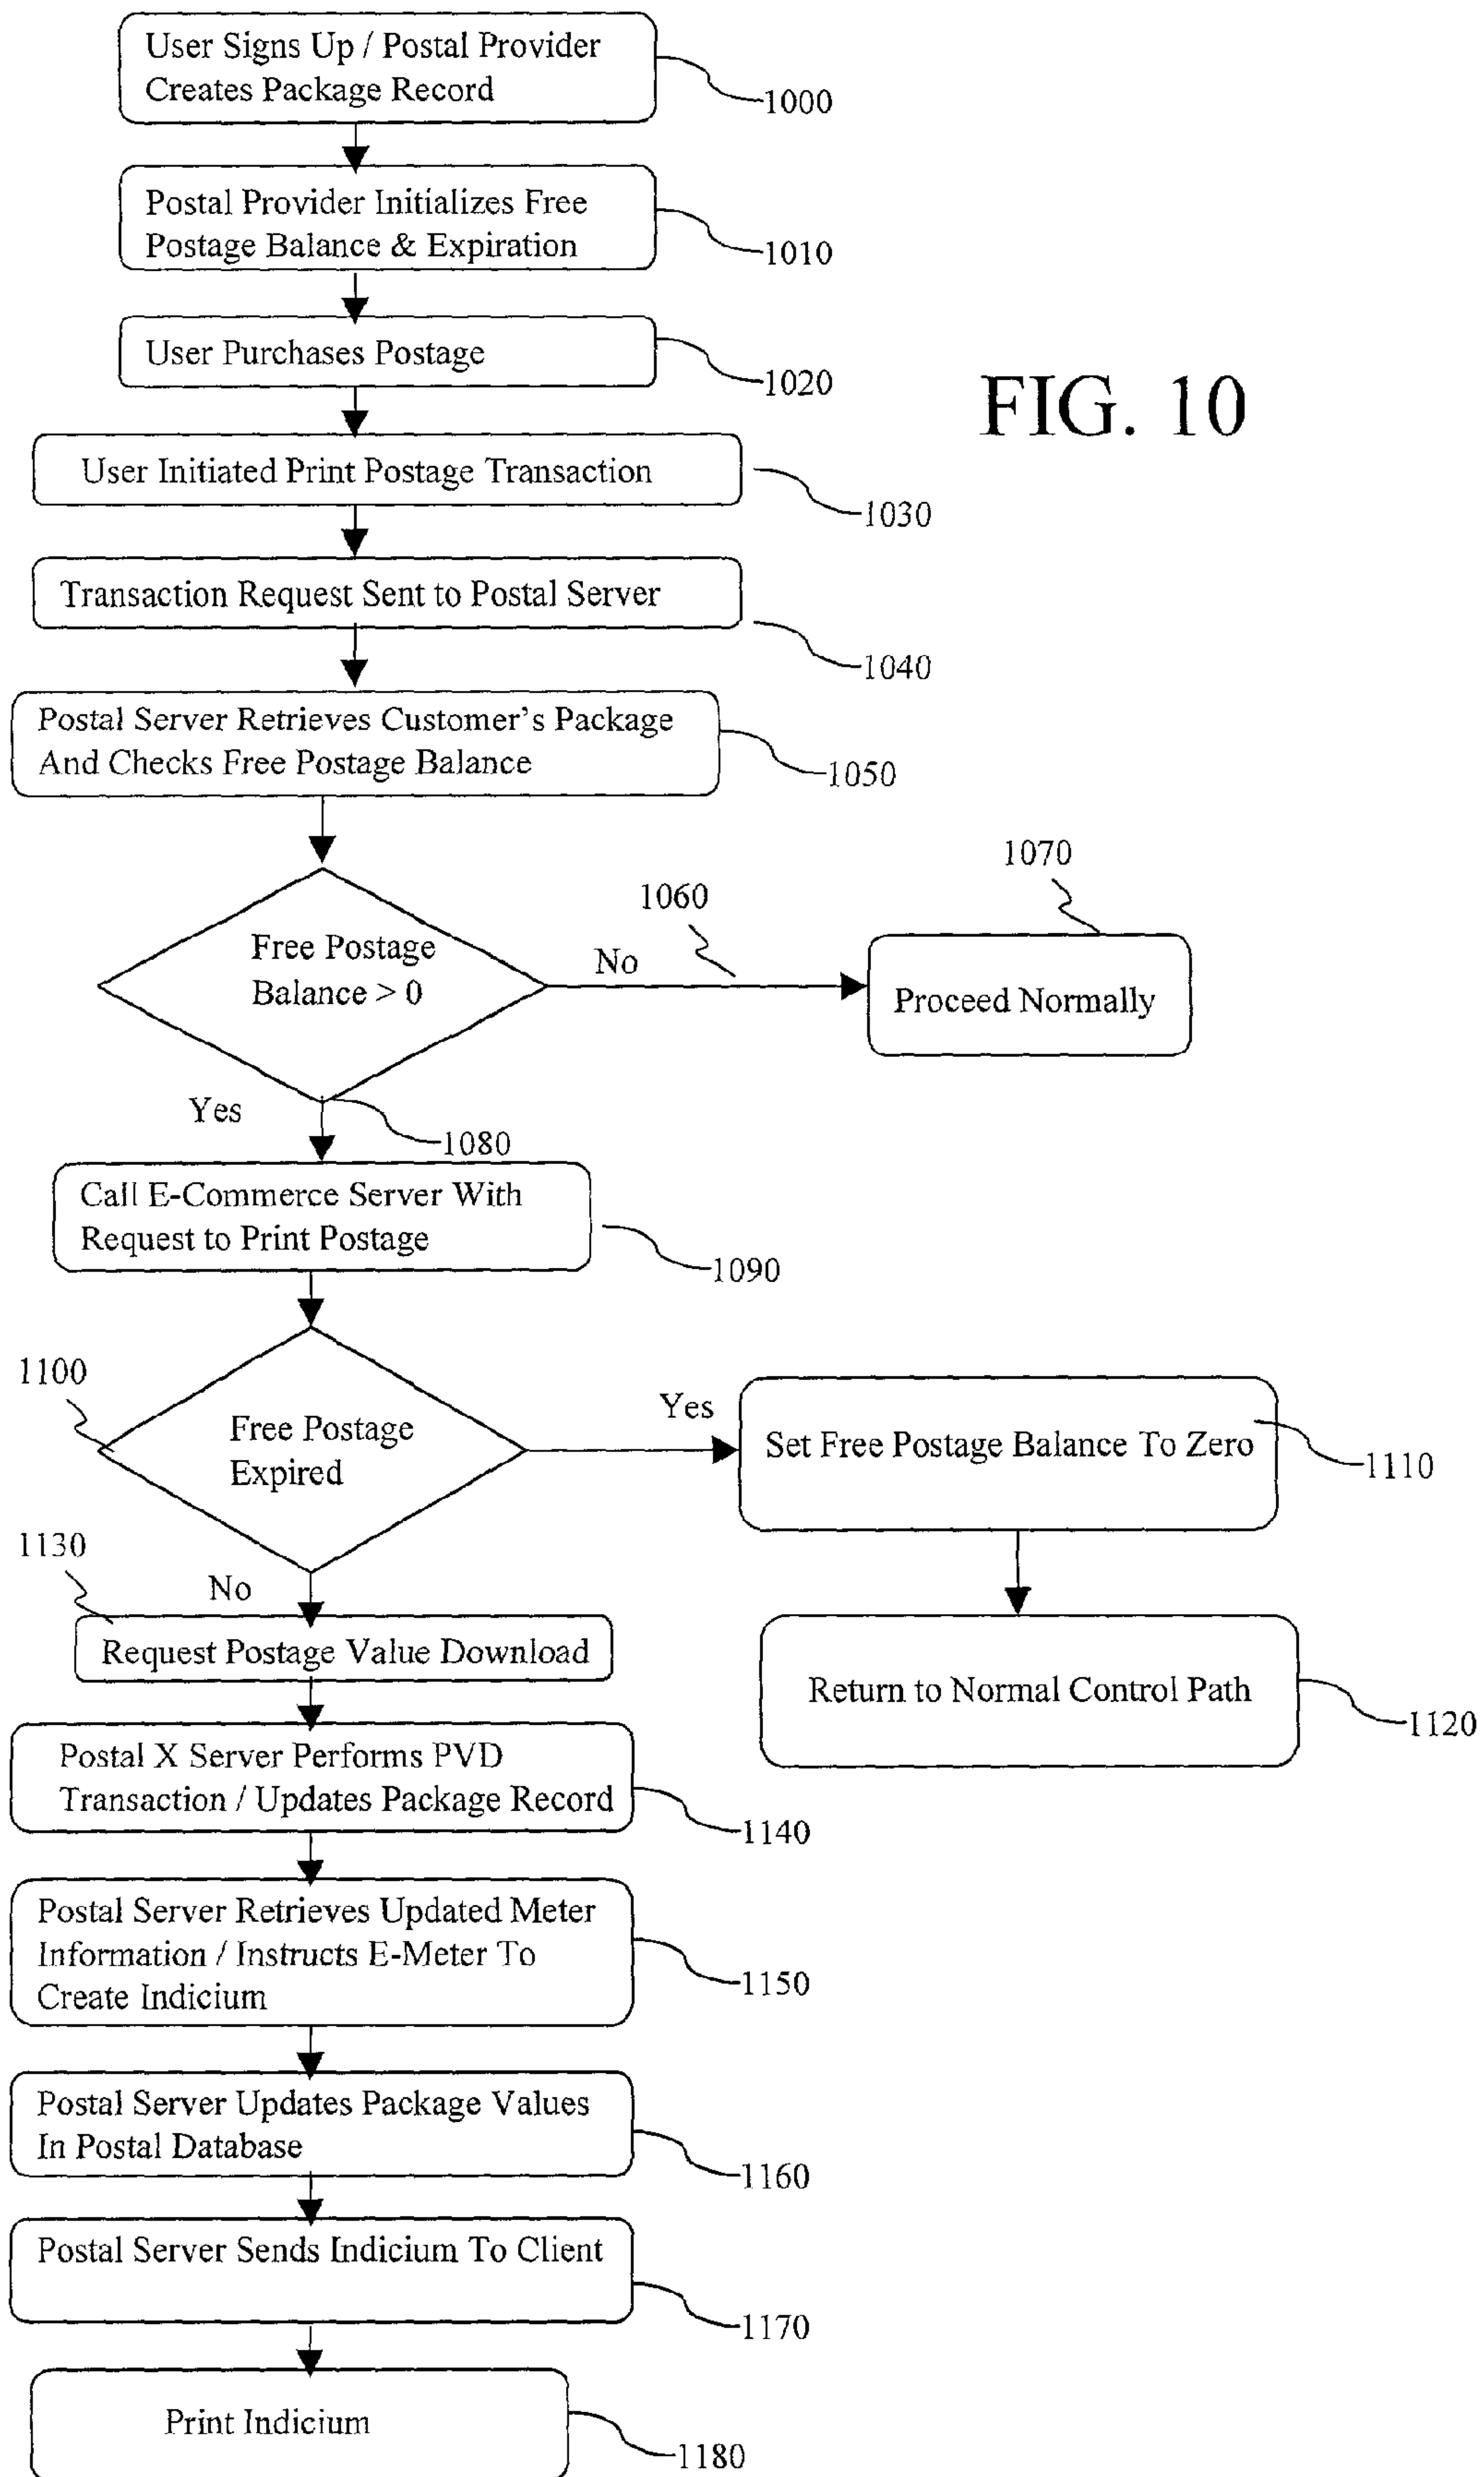 User Signs Up / Postal Provider
Creates Package Record
1000
Postal Provider Initializes Free
Postage Balance & Expiration
1010
User Purchases Postage
1020
FIG. 10
User Initiated Print Postage Transaction
1030
Transaction Request Sent to Postal Server
1040
Postal Server Retrieves Customer's Package
And Checks Free Postage Balance
1050
Free Postage
Balance > 0
No
1060
1070
Proceed Normally
Yes
1080
Call E-Commerce Server With
Request to Print Postage
1090
1100
Free Postage
Expired
Yes
Set Free Postage Balance To Zero
1110
Return to Normal Control Path
1120
No
1130
Request Postage Value Download
Postal X Server Performs PVD
Transaction / Updates Package Record
1140
Postal Server Retrieves Updated Meter
Information / Instructs E-Meter To
Create Indicium
1150
Postal Server Updates Package Values
In Postal Database
1160
Postal Server Sends Indicium To Client
1170
Print Indicium
1180